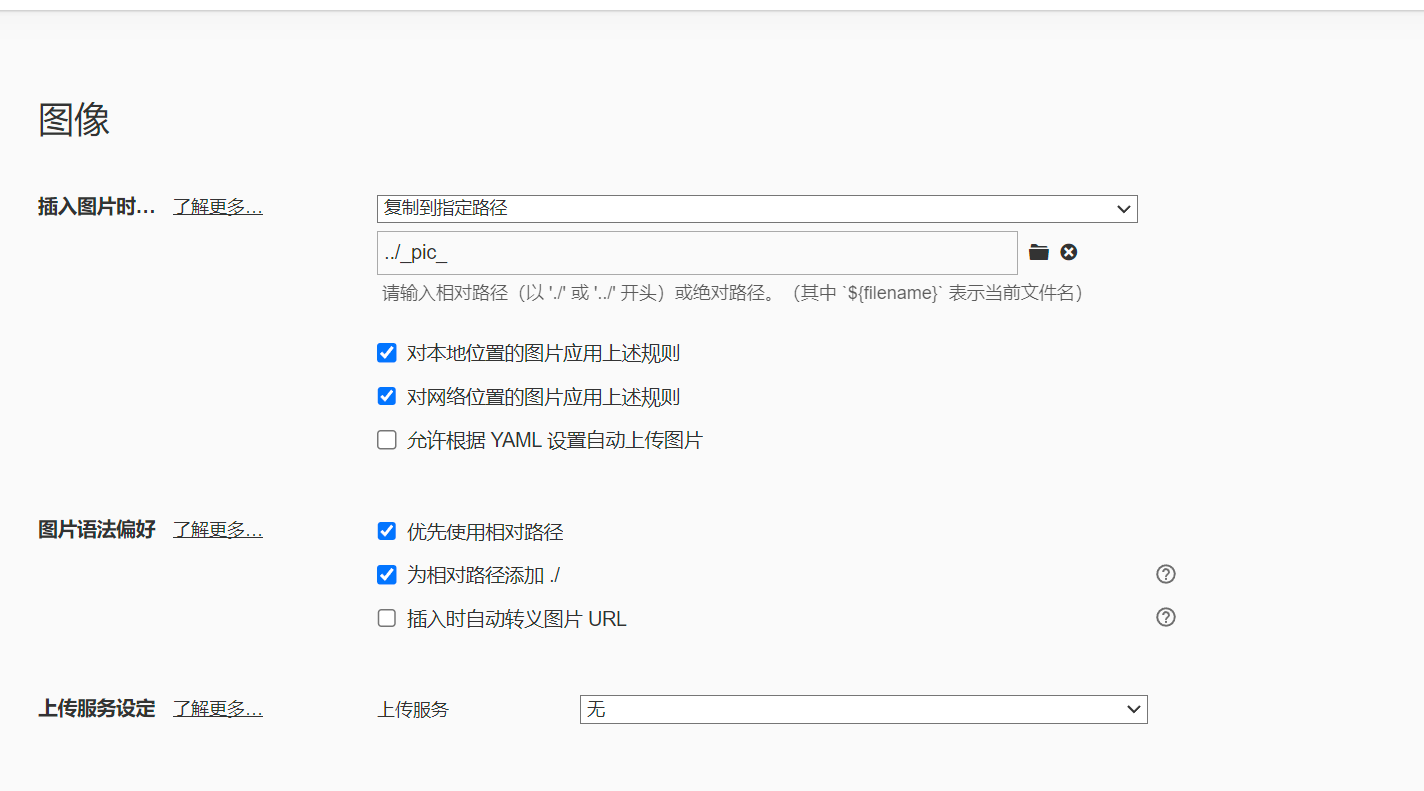 图像
插入图片时… 了解更多… 复制到指定路径
../_pic_
请输入相对路径（以 './' 或 '../' 开头）或绝对路径。（其中 `${filename}` 表示当前文件名）
对本地位置的图片应用上述规则
对网络位置的图片应用上述规则
允许根据 YAML 设置自动上传图片
图片语法偏好 了解更多… 优先使用相对路径
为相对路径添加 ./
插入时自动转义图片 URL
上传服务设定 了解更多… 上传服务 无